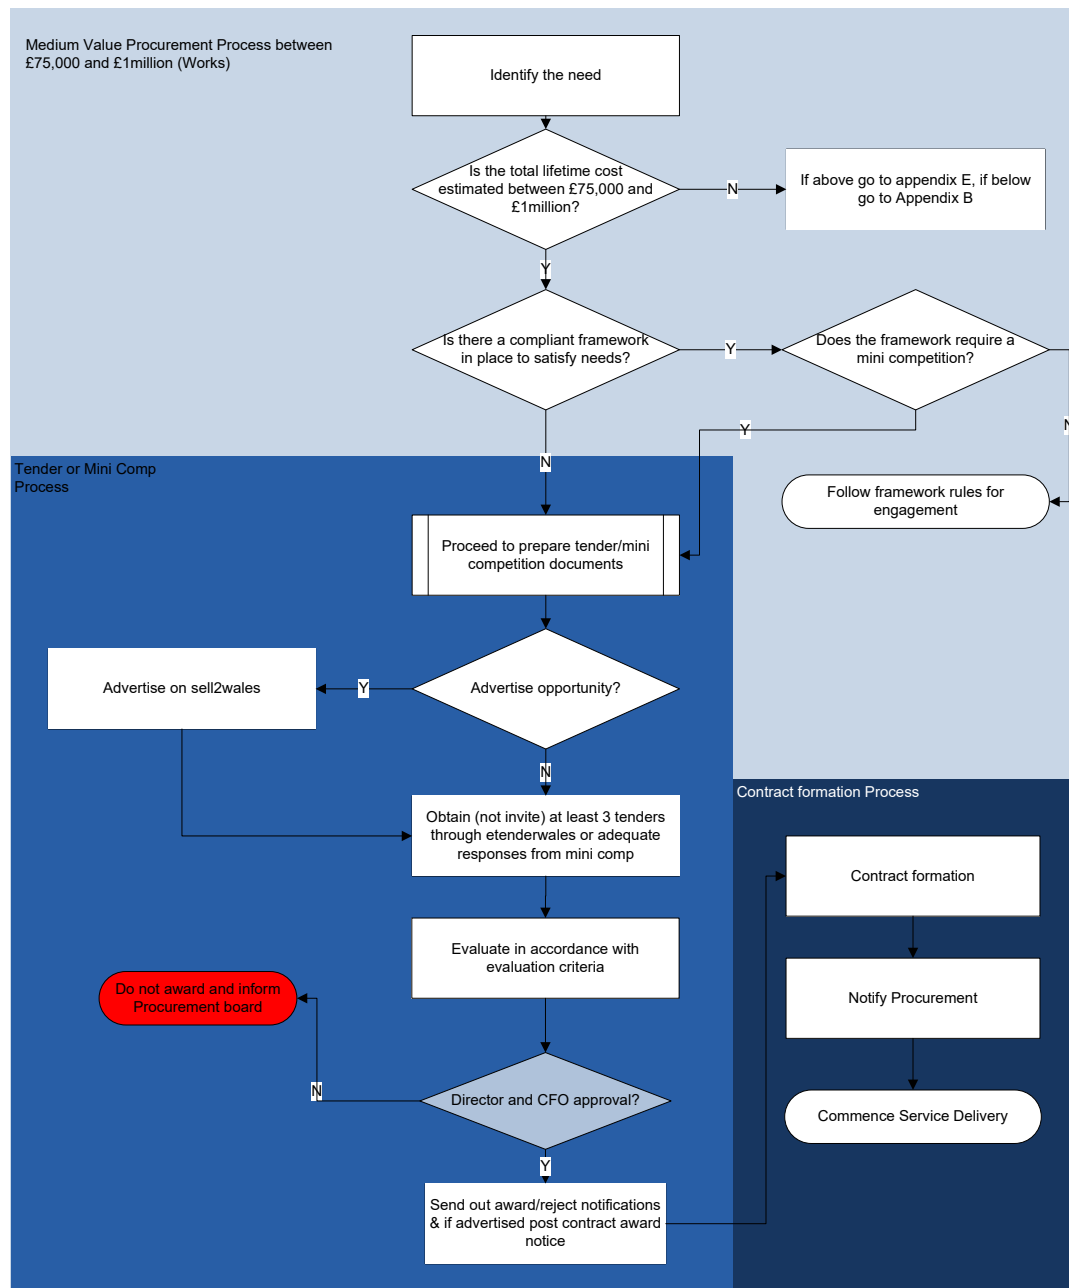 Medium Value Procurement Process between
£75,000 and £1million (Works)
Identify the need
Is the total lifetime cost
estimated between £75,000 and
£1million?
N
If above go to appendix E, if below
go to Appendix B
Y
Is there a compliant framework
in place to satisfy needs?
Y
Does the framework require a
mini competition?
N
Y
N
Tender or Mini Comp
Process
Follow framework rules for
engagement
Proceed to prepare tender/mini
competition documents
Advertise on sell2wales
Y
Advertise opportunity?
N
Obtain (not invite) at least 3 tenders
through etenderwales or adequate
responses from mini comp
Evaluate in accordance with
evaluation criteria
Do not award and inform
Procurement board
N
Director and CFO approval?
Y
Send out award/reject notifications
& if advertised post contract award
notice
Contract formation Process
Contract formation
Notify Procurement
Commence Service Delivery